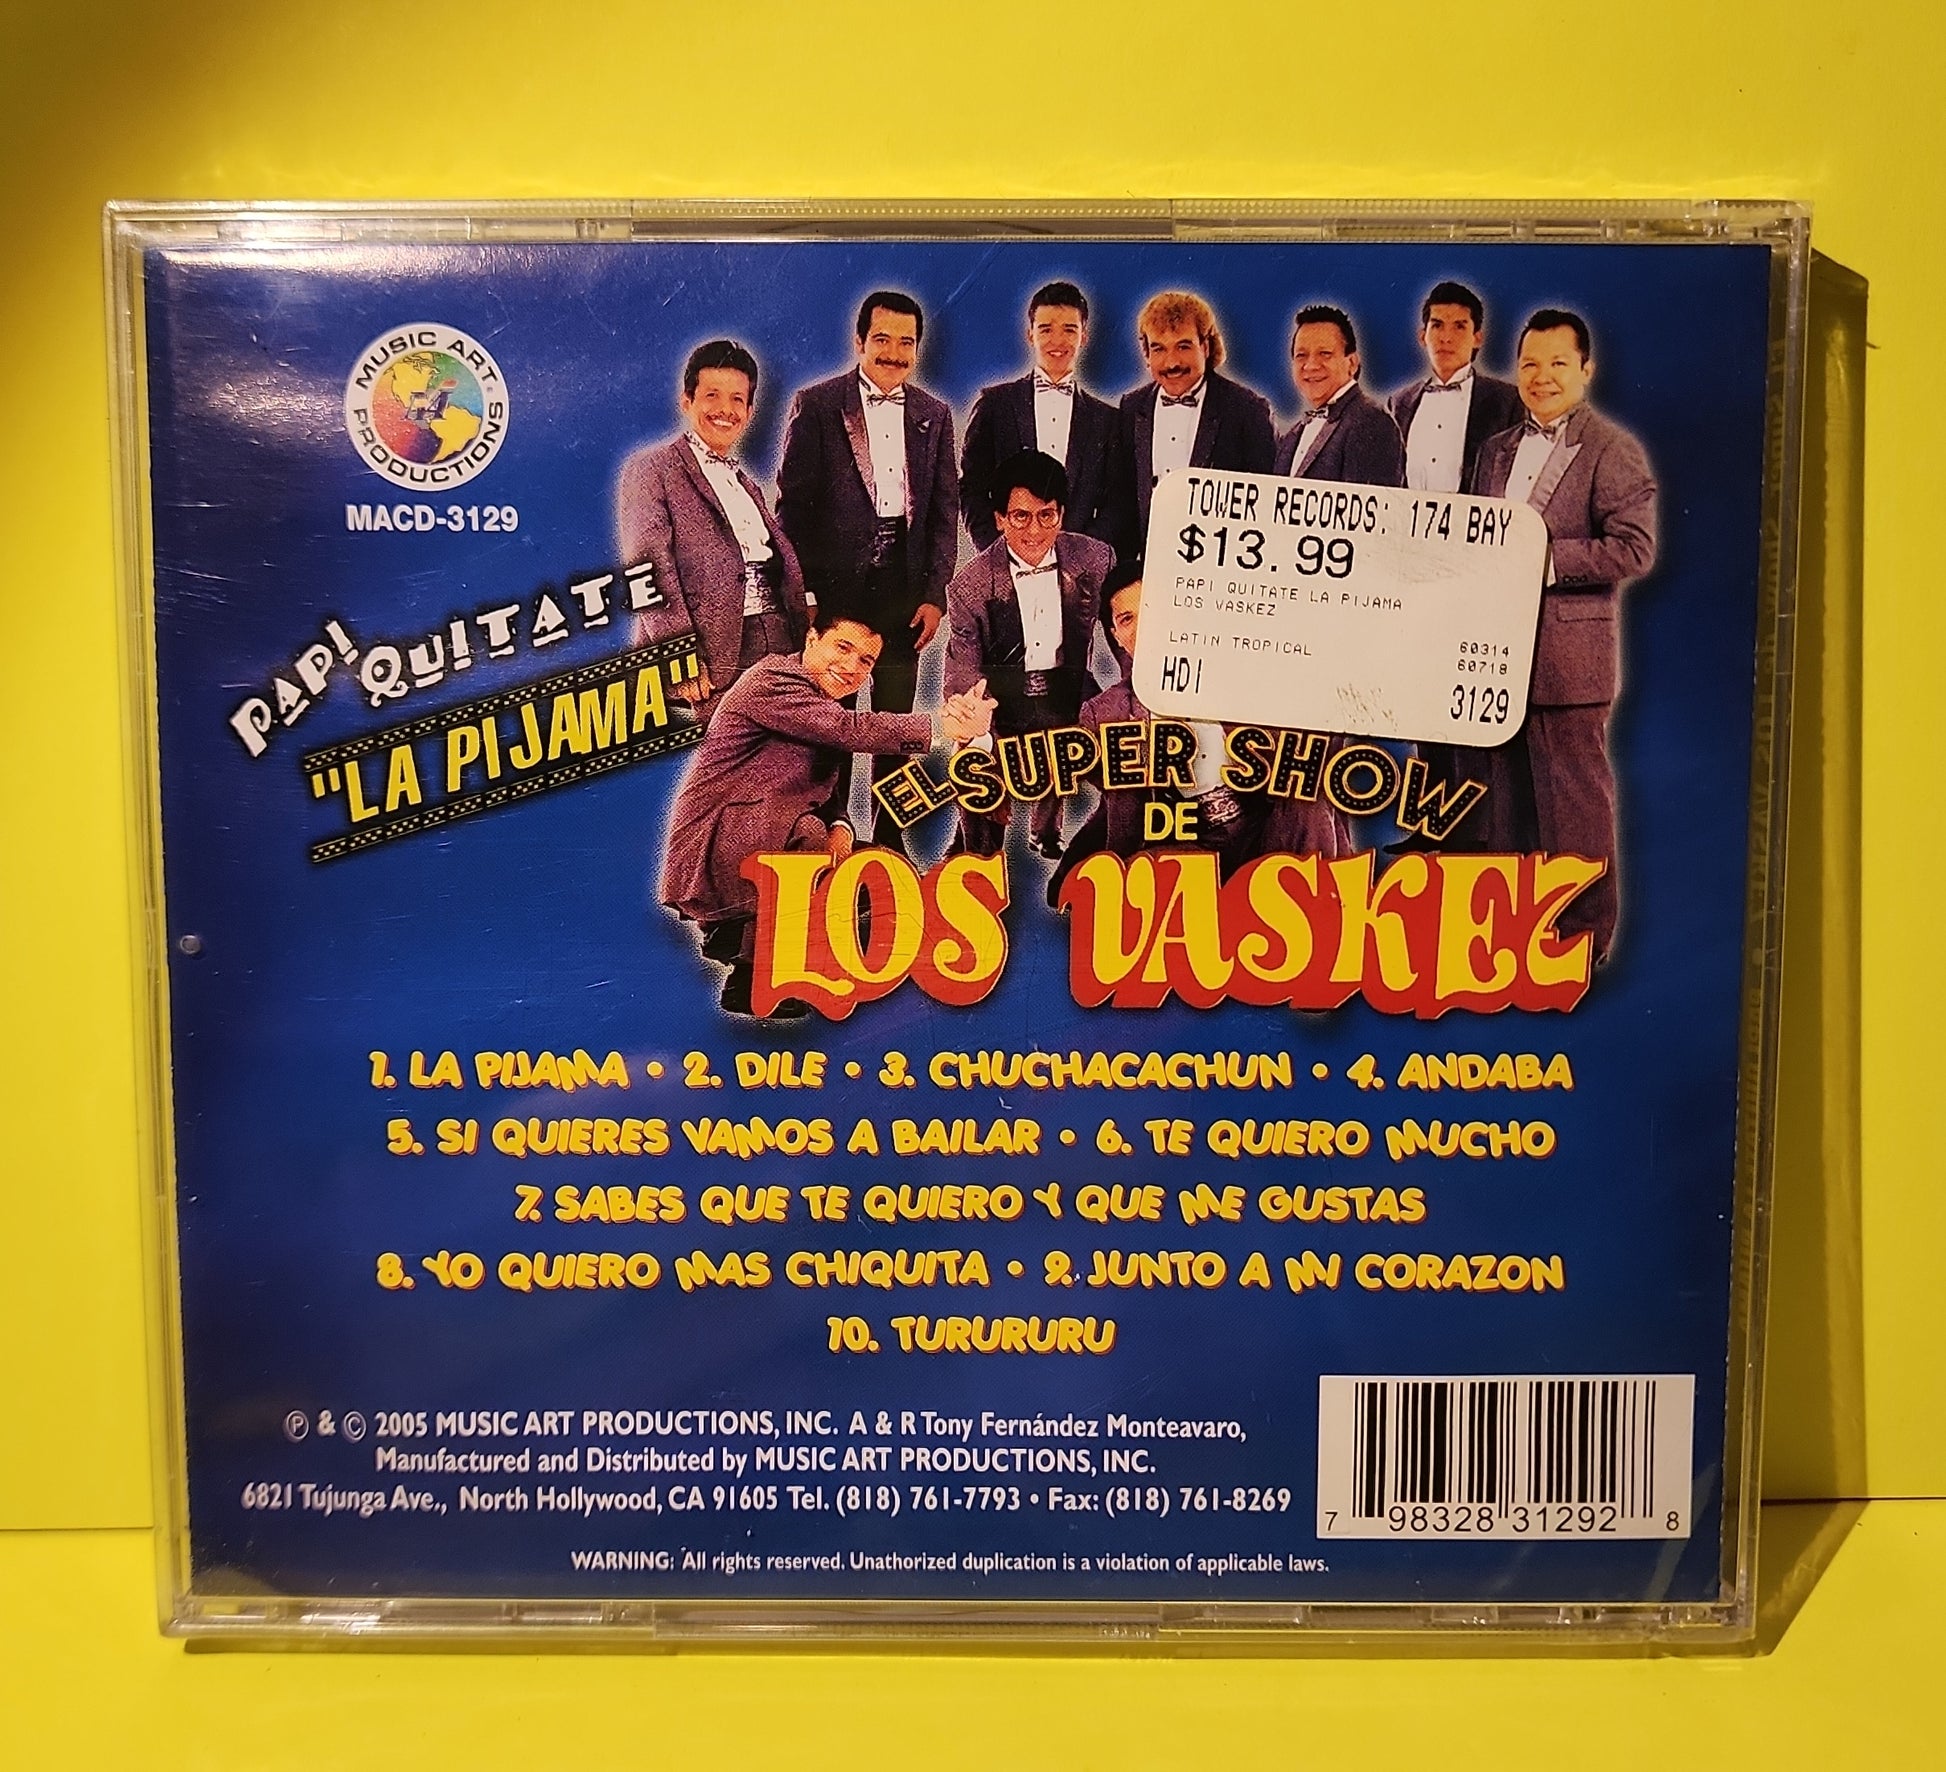 MUSIC ART
PRODUCTIONS
MACD-3129
PAPI QUITATE
"LA PIJAMA"
TOWER RECORDS: 174 BAY
$13.99
PAPI QUITATE LA PIJAMA
LOS VASKEZ
LATIN TROPICAL 60314
60718
HDI 3129
EL SUPER SHOW
DE
LOS VASKEZ
1. LA PIJAMA • 2. DILE • 3. CHUCHACACHUN • 4. ANDABA
5. SI QUIERES VAMOS A BAILAR • 6. TE QUIERO MUCHO
7. SABES QUE TE QUIERO Y QUE ME GUSTAS
8. YO QUIERO MAS CHIQUITA • 9. JUNTO A MI CORAZON
10. TURURURU
℗ & © 2005 MUSIC ART PRODUCTIONS, INC. A & R Tony Fernández Monteavaro,
Manufactured and Distributed by MUSIC ART PRODUCTIONS, INC.
6821 Tujunga Ave., North Hollywood, CA 91605 Tel. (818) 761-7793 • Fax: (818) 761-8269
WARNING: All rights reserved. Unathorized duplication is a violation of applicable laws.
7 98328 31292 8